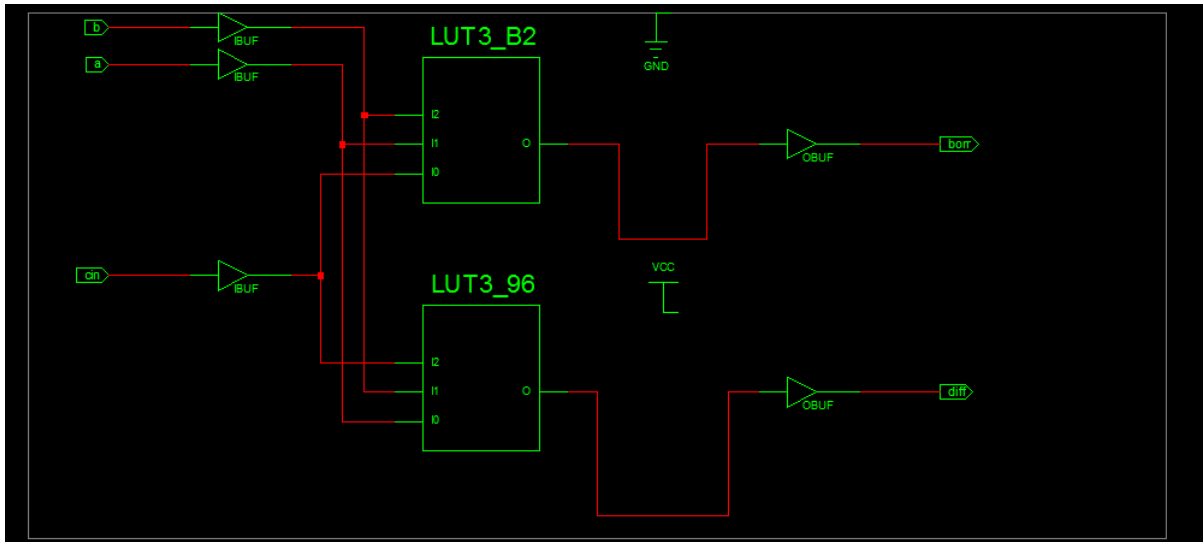 b
IBUF
a
IBUF
LUT3_B2
I2
I1
I0
O
GND
OBUF
borr
cin
IBUF
VCC
LUT3_96
I2
I1
I0
O
OBUF
diff